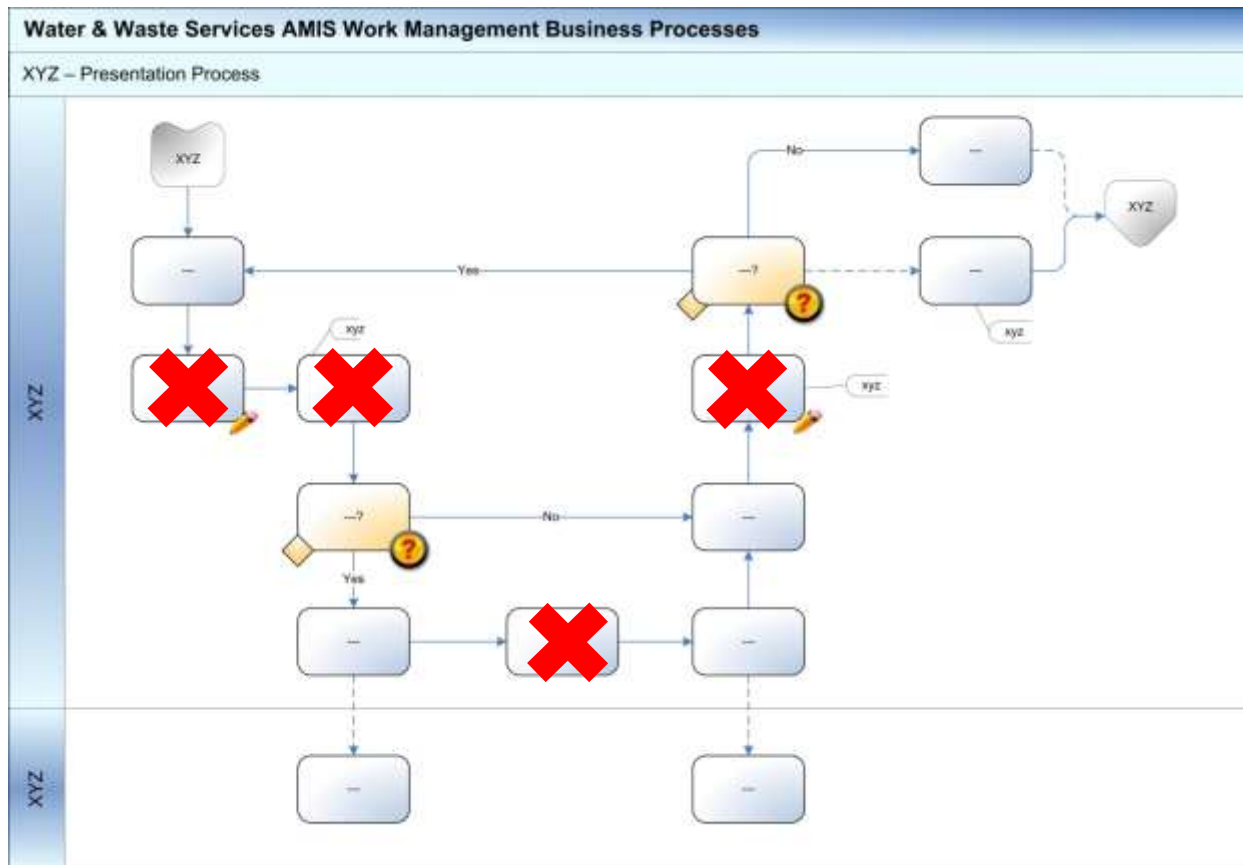 Water & Waste Services AMIS Work Management Business Processes
XYZ – Presentation Process
XYZ
XYZ
No
---
XYZ
---
Yes
---?
---
xyz
xyz
xyz
---?
No
---
Yes
---
---
XYZ
---
---